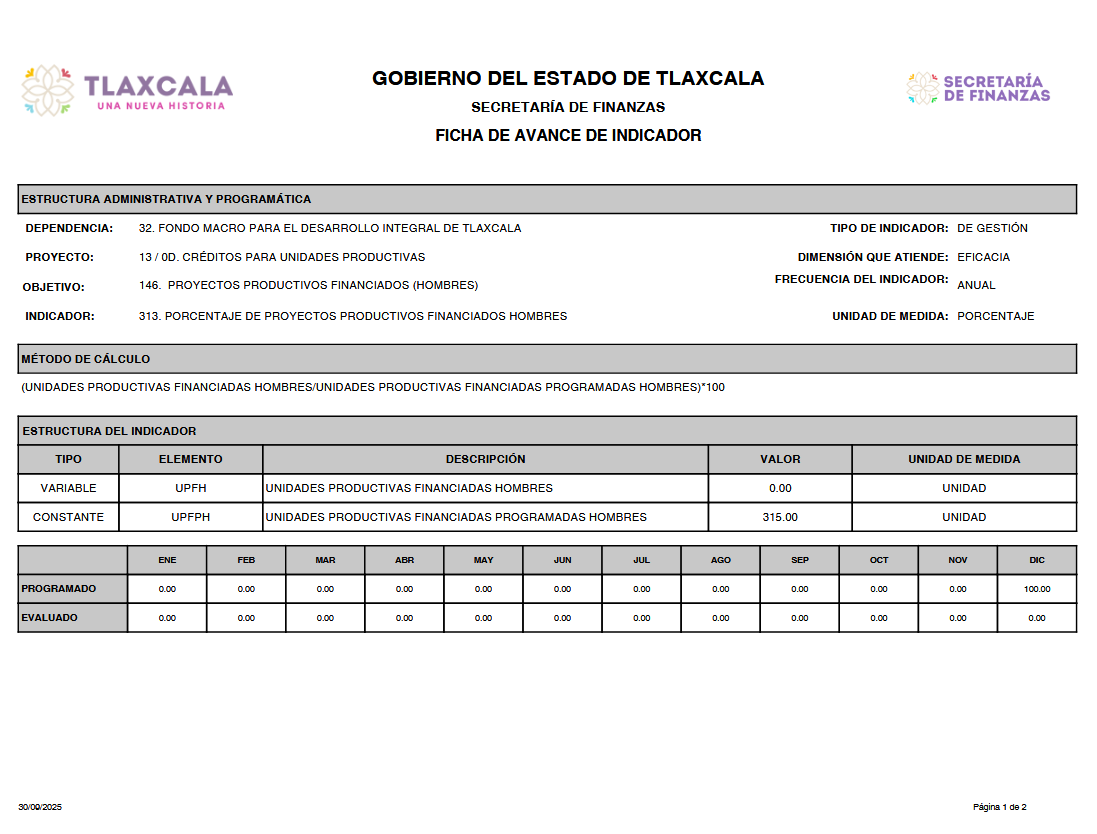 TLAXCALA
UNA NUEVA HISTORIA
GOBIERNO DEL ESTADO DE TLAXCALA
SECRETARÍA DE FINANZAS
FICHA DE AVANCE DE INDICADOR
SECRETARÍA
DE FINANZAS
ESTRUCTURA ADMINISTRATIVA Y PROGRAMÁTICA
DEPENDENCIA: 32. FONDO MACRO PARA EL DESARROLLO INTEGRAL DE TLAXCALA TIPO DE INDICADOR: DE GESTIÓN
PROYECTO: 13 / 0D. CRÉDITOS PARA UNIDADES PRODUCTIVAS DIMENSIÓN QUE ATIENDE: EFICACIA
OBJETIVO: 146. PROYECTOS PRODUCTIVOS FINANCIADOS (HOMBRES) FRECUENCIA DEL INDICADOR: ANUAL
INDICADOR: 313. PORCENTAJE DE PROYECTOS PRODUCTIVOS FINANCIADOS HOMBRES UNIDAD DE MEDIDA: PORCENTAJE
MÉTODO DE CÁLCULO
(UNIDADES PRODUCTIVAS FINANCIADAS HOMBRES/UNIDADES PRODUCTIVAS FINANCIADAS PROGRAMADAS HOMBRES)*100
ESTRUCTURA DEL INDICADOR
TIPO ELEMENTO DESCRIPCIÓN VALOR UNIDAD DE MEDIDA
VARIABLE UPFH UNIDADES PRODUCTIVAS FINANCIADAS HOMBRES 0.00 UNIDAD
CONSTANTE UPFPH UNIDADES PRODUCTIVAS FINANCIADAS PROGRAMADAS HOMBRES 315.00 UNIDAD
ENE FEB MAR ABR MAY JUN JUL AGO SEP OCT NOV DIC
PROGRAMADO 0.00 0.00 0.00 0.00 0.00 0.00 0.00 0.00 0.00 0.00 0.00 100.00
EVALUADO 0.00 0.00 0.00 0.00 0.00 0.00 0.00 0.00 0.00 0.00 0.00 0.00
30/09/2025 Página 1 de 2